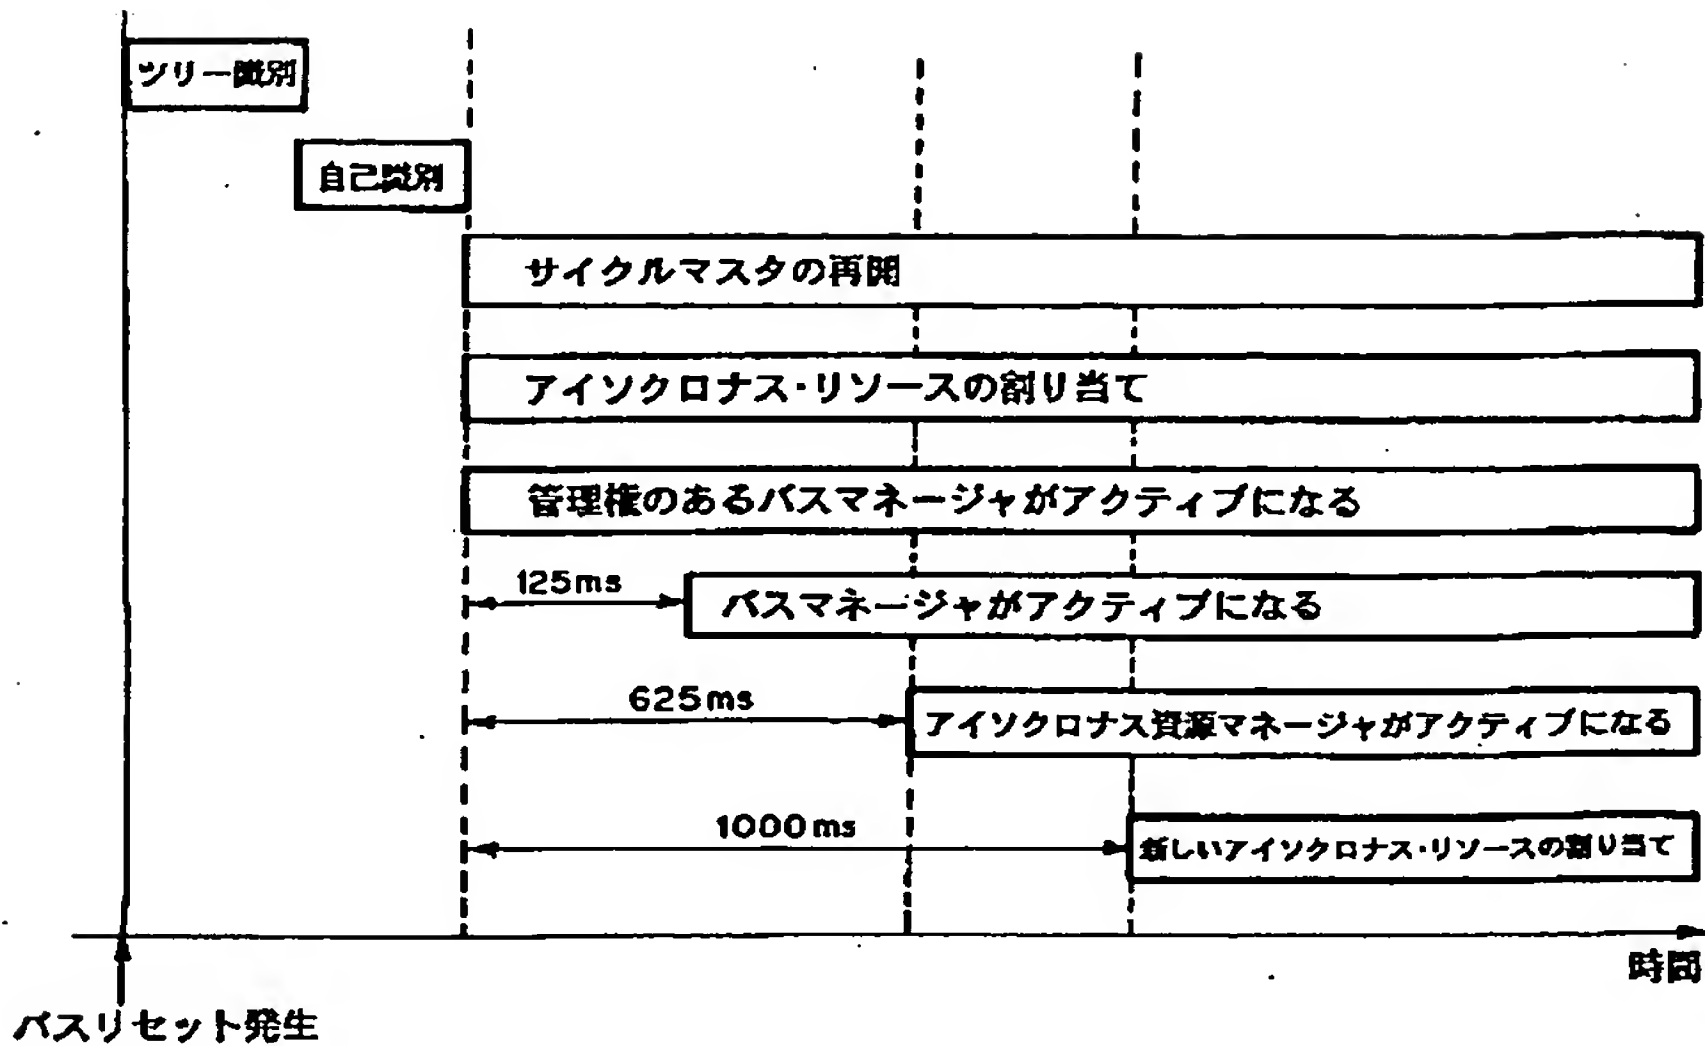 ツリー識別
自己識別
サイクルマスタの再開
アイソクロナス・リソースの割り当て
管理権のあるバスマネージャがアクティブになる
125ms
バスマネージャがアクティブになる
625ms
アイソクロナス資源マネージャがアクティブになる
1000ms
新しいアイソクロナス・リソースの割り当て
時間
バスリセット発生